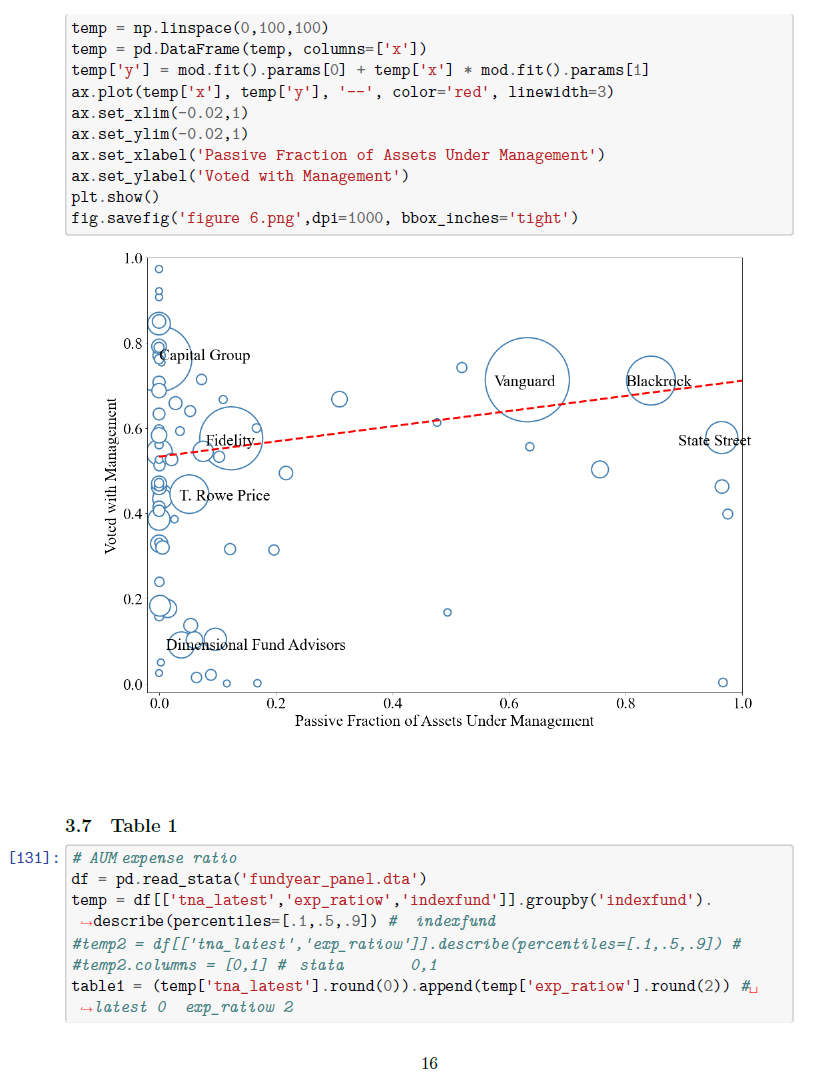 temp = np.linspace(0,100,100)
temp = pd.DataFrame(temp, columns=['x'])
temp['y'] = mod.fit().params[0] + temp['x'] * mod.fit().params[1]
ax.plot(temp['x'], temp['y'], '--', color='red', linewidth=3)
ax.set_xlim(-0.02,1)
ax.set_ylim(-0.02,1)
ax.set_xlabel('Passive Fraction of Assets Under Management')
ax.set_ylabel('Voted with Management')
plt.show()
fig.savefig('figure 6.png',dpi=1000, bbox_inches='tight')
1.0
0.8
0.6
0.4
0.2
0.0
Voted with Management
Capital Group
Vanguard
Blackrock
Fidelity
State Street
T. Rowe Price
Dimensional Fund Advisors
0.0 0.2 0.4 0.6 0.8 1.0
Passive Fraction of Assets Under Management
3.7 Table 1
[131]: # AUM expense ratio
df = pd.read_stata('fundyear_panel.dta')
temp = df[['tna_latest','exp_ratiow','indexfund']].groupby('indexfund').
↪describe(percentiles=[.1,.5,.9]) # indexfund
#temp2 = df[['tna_latest','exp_ratiow']].describe(percentiles=[.1,.5,.9]) #
#temp2.columns = [0,1] # stata 0,1
table1 = (temp['tna_latest'].round(0)).append(temp['exp_ratiow'].round(2)) #␣
↪latest 0 exp_ratiow 2
16